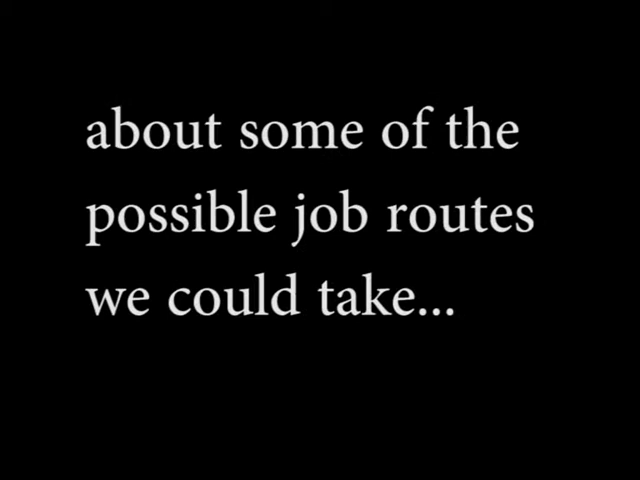 about some of the
possible job routes
we could take...